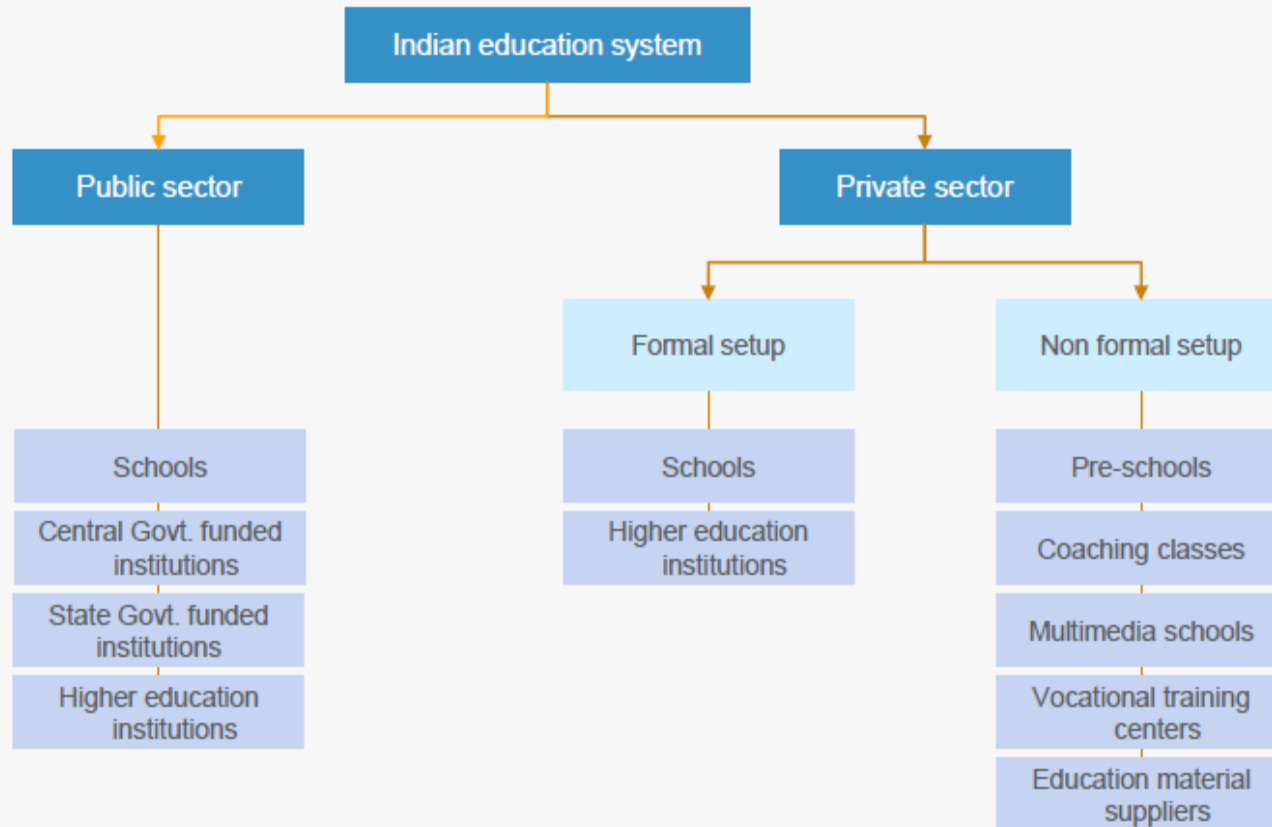 Indian education system
Public sector
Private sector
Formal setup
Non formal setup
Schools
Central Govt. funded
institutions
State Govt. funded
institutions
Higher education
institutions
Schools
Higher education
institutions
Pre-schools
Coaching classes
Multimedia schools
Vocational training
centers
Education material
suppliers